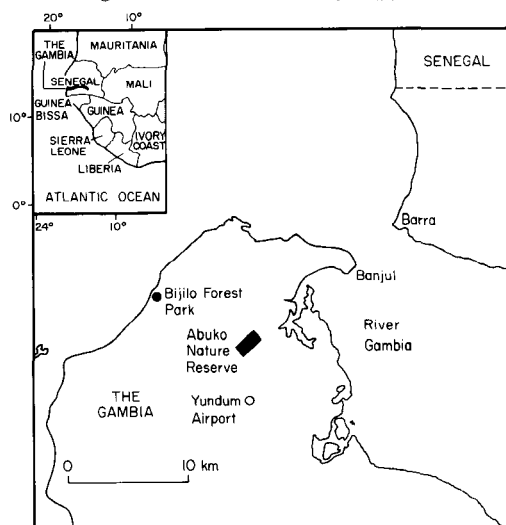 20°
10°
THE
GAMBIA
MAURITANIA
SENEGAL
MALI
GUINEA
BISSA
GUINEA
10°
SIERRA
LEONE
IVORY
COAST
LIBERIA
ATLANTIC OCEAN
0°
24°
10°
SENEGAL
Barra
Banjul
Bijilo Forest
Park
Abuko
Nature
Reserve
River
Gambia
THE
GAMBIA
Yundum
Airport
0
10 km